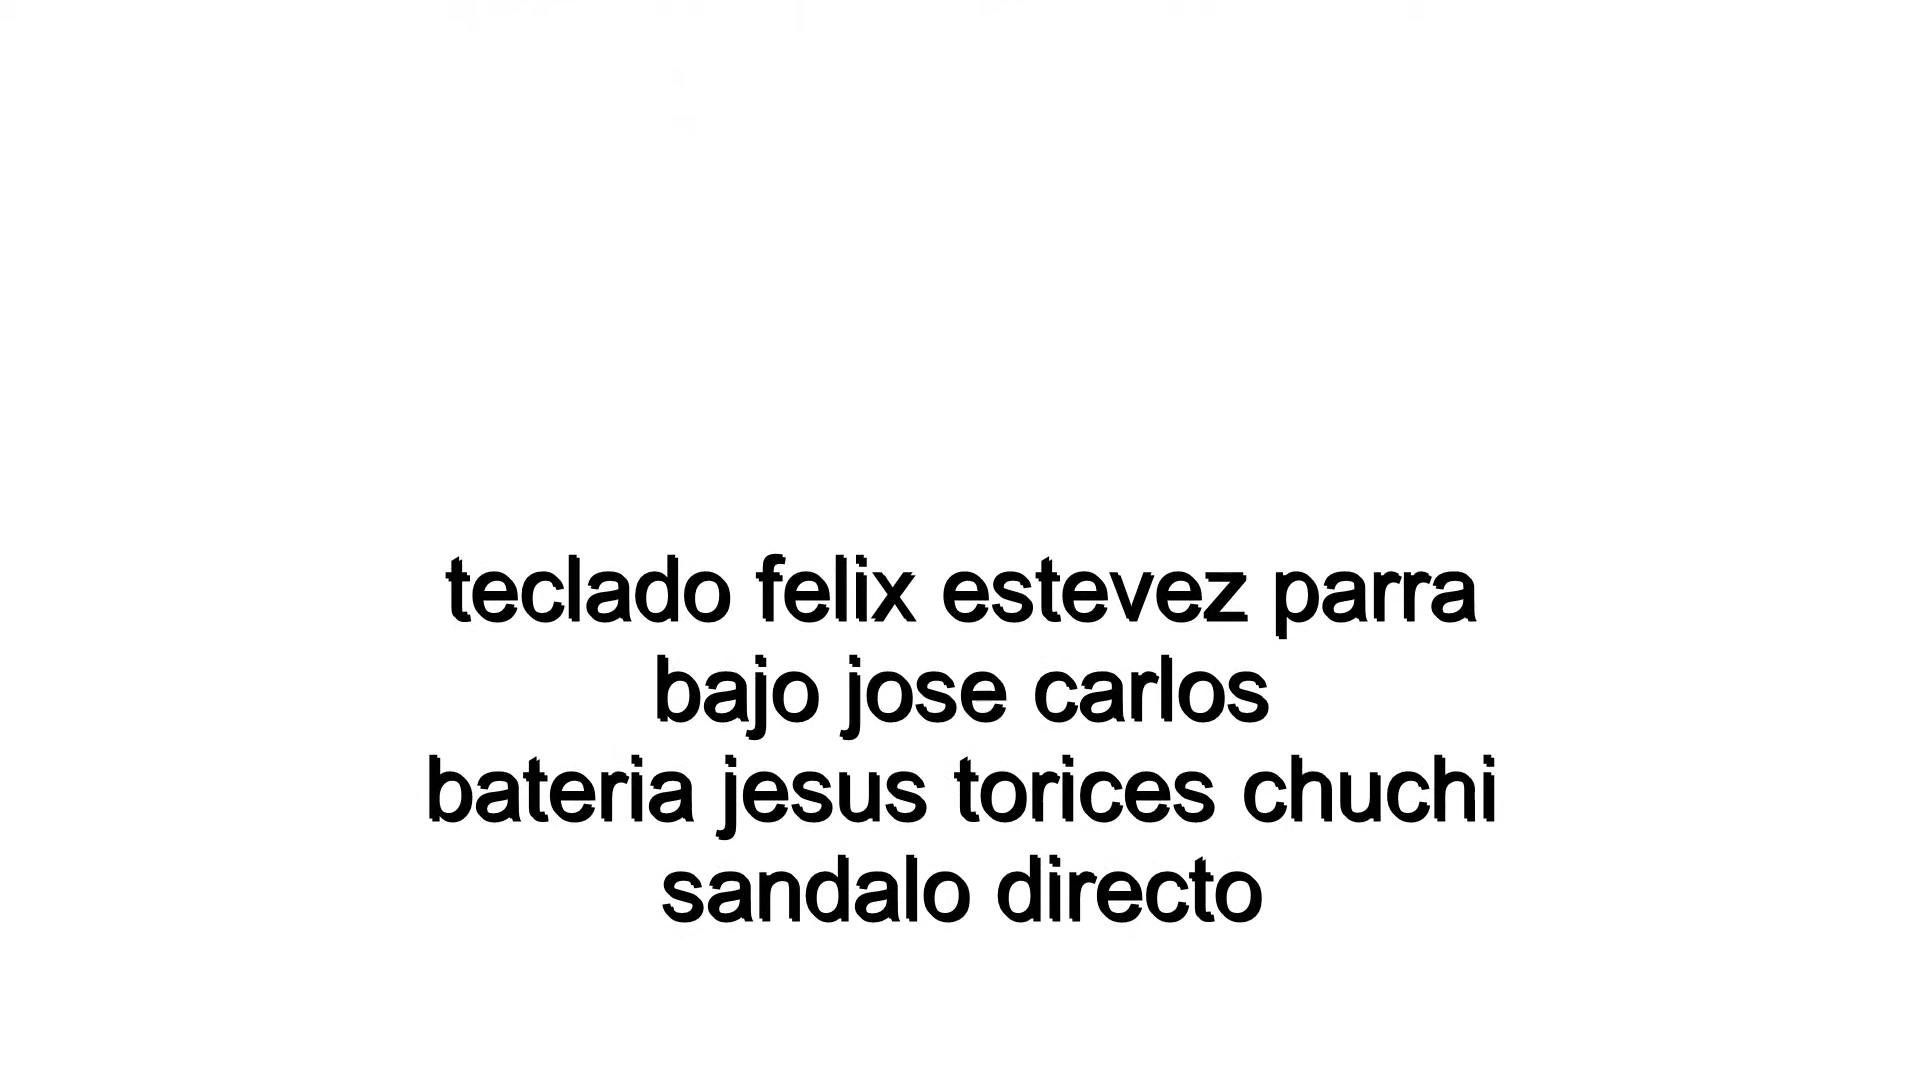 teclado felix estevez parra
bajo jose carlos
bateria jesus torices chuchi
sandalo directo